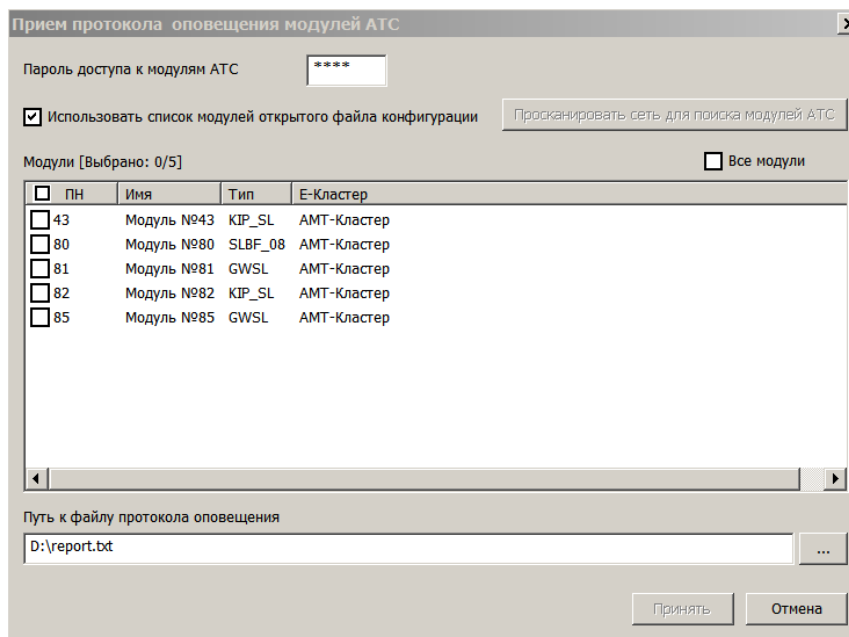 Прием протокола оповещения модулей АТС
Пароль доступа к модулям АТС ****
Использовать список модулей открытого файла конфигурации Просканировать сеть для поиска модулей АТС
Модули [Выбрано: 0/5] Все модули
ПН Имя Тип E-Кластер
43 Модуль №43 KIP_SL АМТ-Кластер
80 Модуль №80 SLBF_08 АМТ-Кластер
81 Модуль №81 GWSL АМТ-Кластер
82 Модуль №82 KIP_SL АМТ-Кластер
85 Модуль №85 GWSL АМТ-Кластер
Путь к файлу протокола оповещения
D:\report.txt ...
Принять Отмена